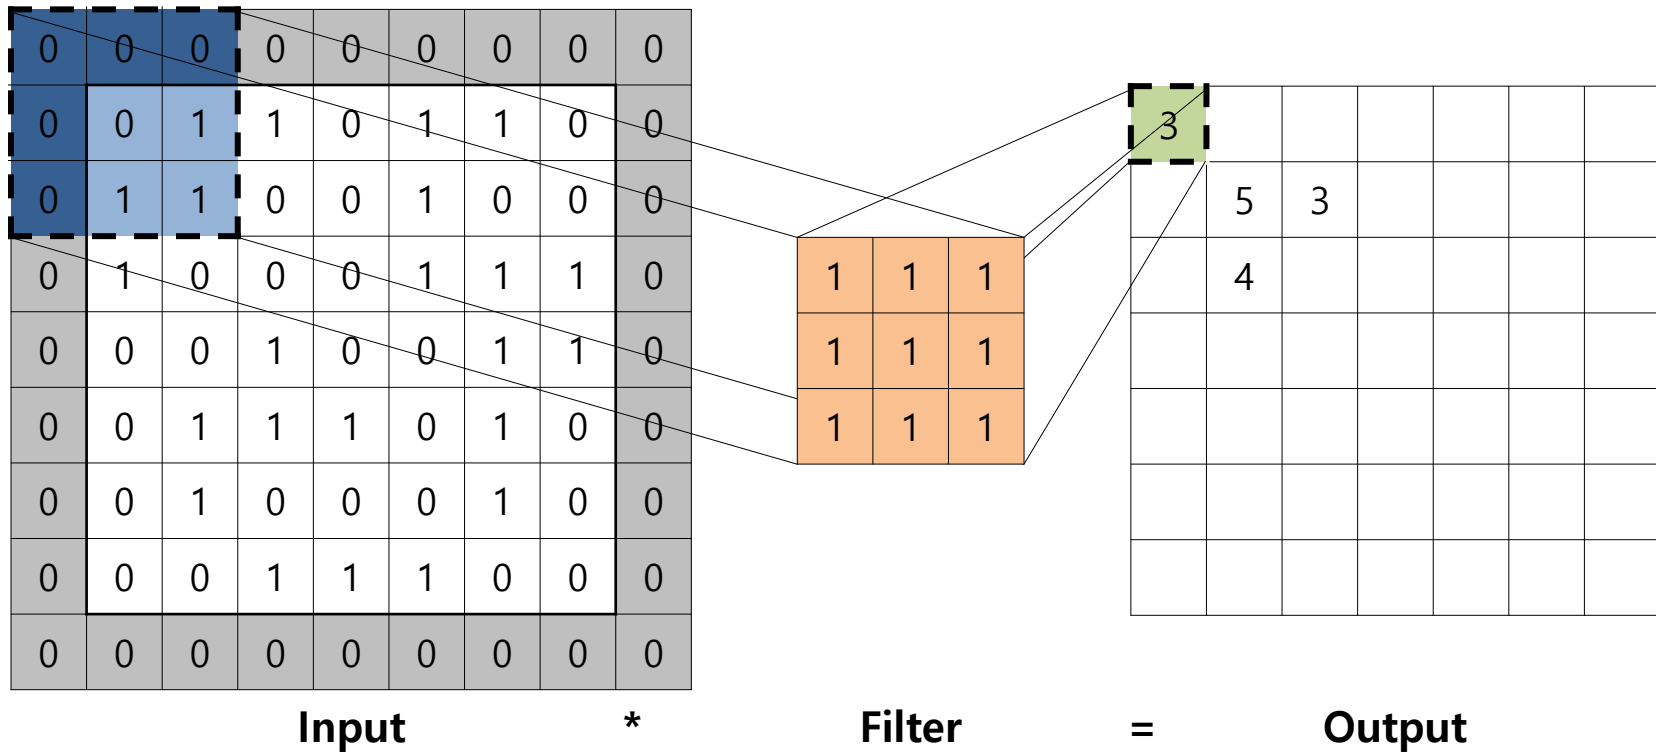 0 0 0 0 0 0 0 0 0
0 0 1 1 0 1 1 0 0
3
0 1 1 0 0 1 0 0 0
5 3
0 1 0 0 0 1 1 1 0
1 1 1
4
0 0 0 1 0 0 1 1 0
1 1 1
0 0 1 1 1 0 1 0 0
1 1 1
0 0 1 0 0 0 1 0 0
0 0 0 1 1 1 0 0 0
0 0 0 0 0 0 0 0 0
Input * Filter = Output